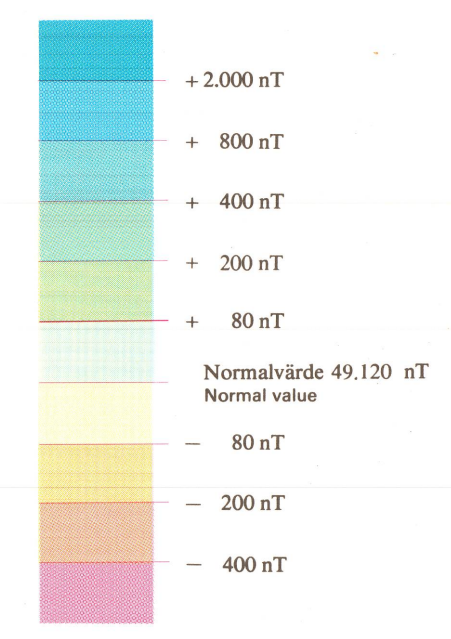 + 2.000 nT
+ 800 nT
+ 400 nT
+ 200 nT
+ 80 nT
Normalvärde 49.120 nT
Normal value
— 80 nT
— 200 nT
— 400 nT